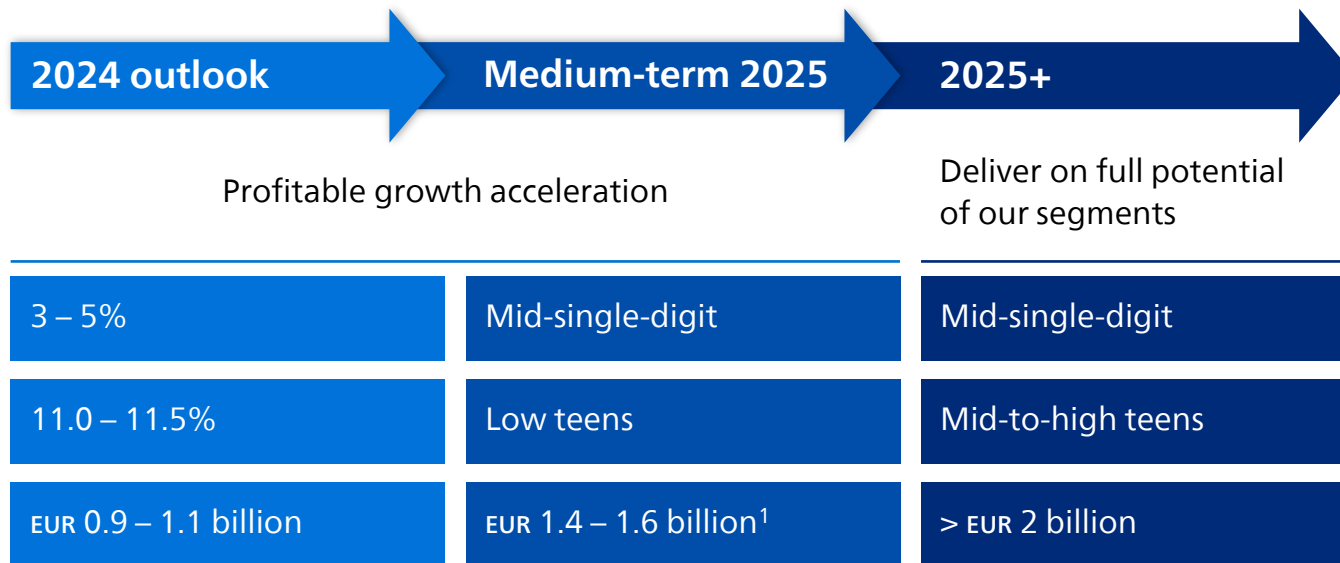 2024 outlook
Medium-term 2025
2025+
Profitable growth acceleration
Deliver on full potential
of our segments
3 – 5%
Mid-single-digit
Mid-single-digit
11.0 – 11.5%
Low teens
Mid-to-high teens
EUR 0.9 – 1.1 billion
EUR 1.4 – 1.6 billion¹
> EUR 2 billion